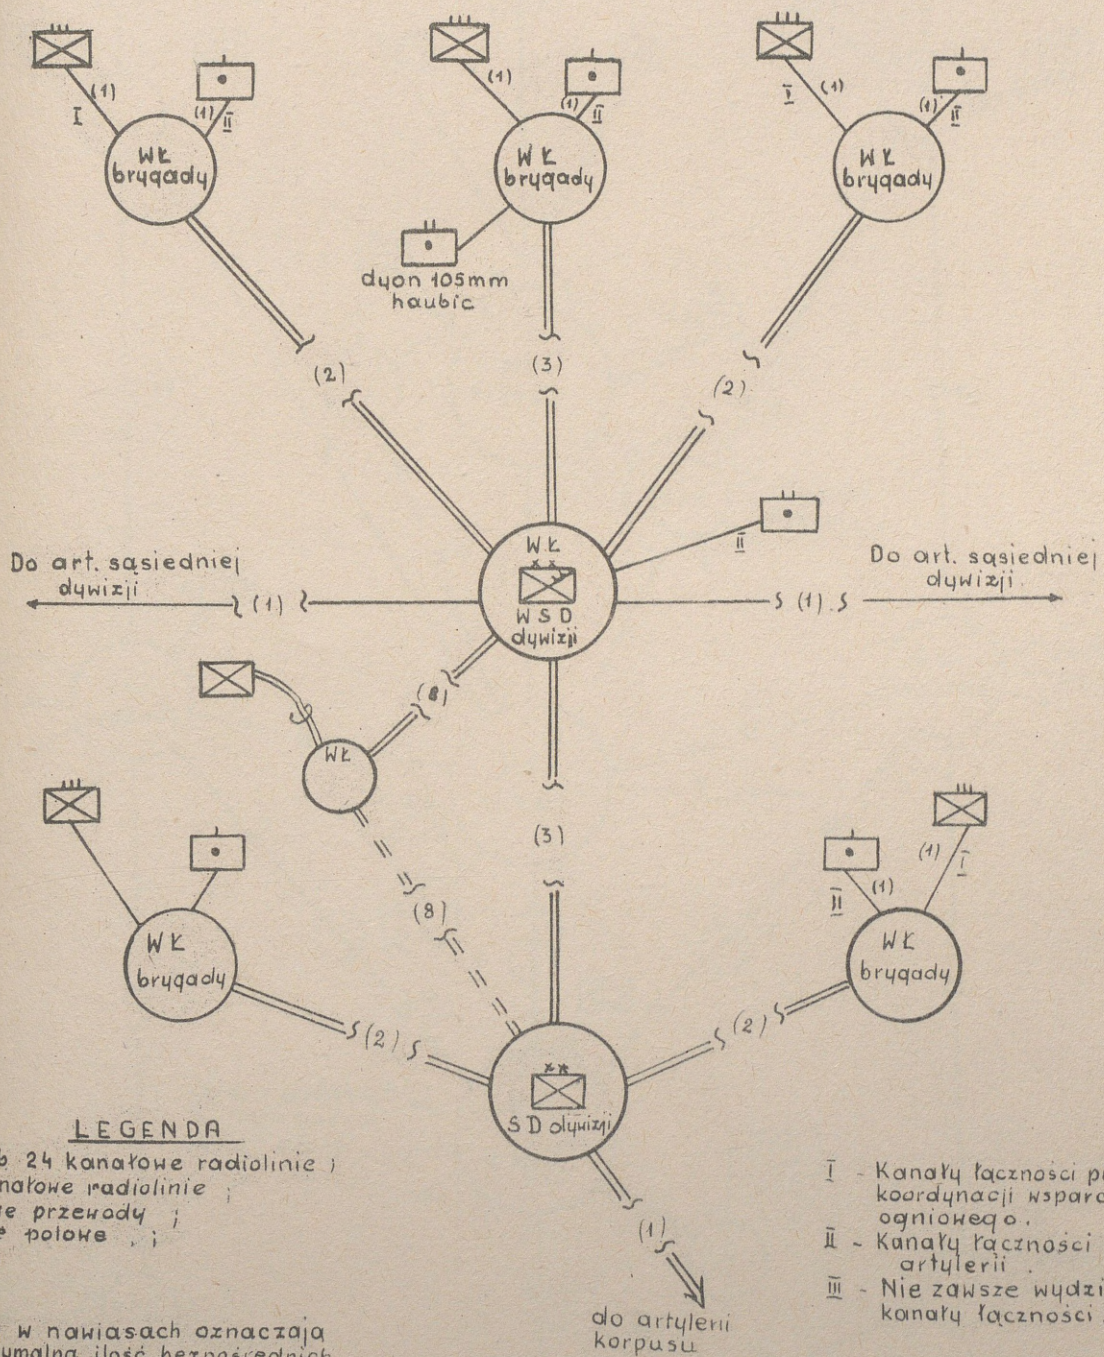 (1)
I
(1)
II
WŁ
brygady
(1)
(1)
II
WŁ
brygady
I
(1)
(1)
II
WŁ
brygady
dyon 105mm
haubic
(2)
(3)
(2)
II
WŁ
WSD
dywizji
Do art. sąsiedniej
dywizji
(1)
(1)
Do art. sąsiedniej
dywizji
(8)
WŁ
(3)
(8)
WŁ
brygady
(2)
(1)
I
II
(1)
WŁ
brygady
(2)
SD dywizji
(1)
do artylerii
korpusu
LEGENDA
24 kanałowe radiolinie ;
radiolinie ;
przewody ;
polowe ;
w nawiasach oznaczają
ilość bezpośrednich
I - Kanały łączności
koordynacji
ogniowego.
II - Kanały łączności
artylerii .
III - Nie zawsze
kanały łączności